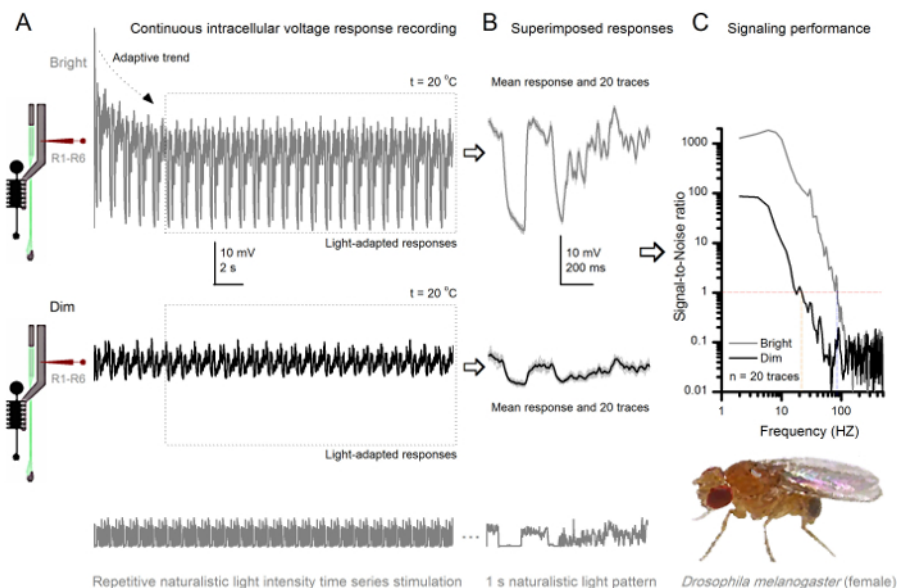 A
Continuous intracellular voltage response recording
B
Superimposed responses
C
Signaling performance
Bright
Adaptive trend
t = 20 °C
R1-R6
Light-adapted responses
10 mV
2 s
Mean response and 20 traces
10 mV
200 ms
Dim
t = 20 °C
R1-R6
Light-adapted responses
Mean response and 20 traces
Signal-to-Noise ratio
1000
100
10
1
0.1
0.01
Bright
Dim
n = 20 traces
1
10
100
Frequency (HZ)
Repetitive naturalistic light intensity time series stimulation
1 s naturalistic light pattern
Drosophila melanogaster (female)